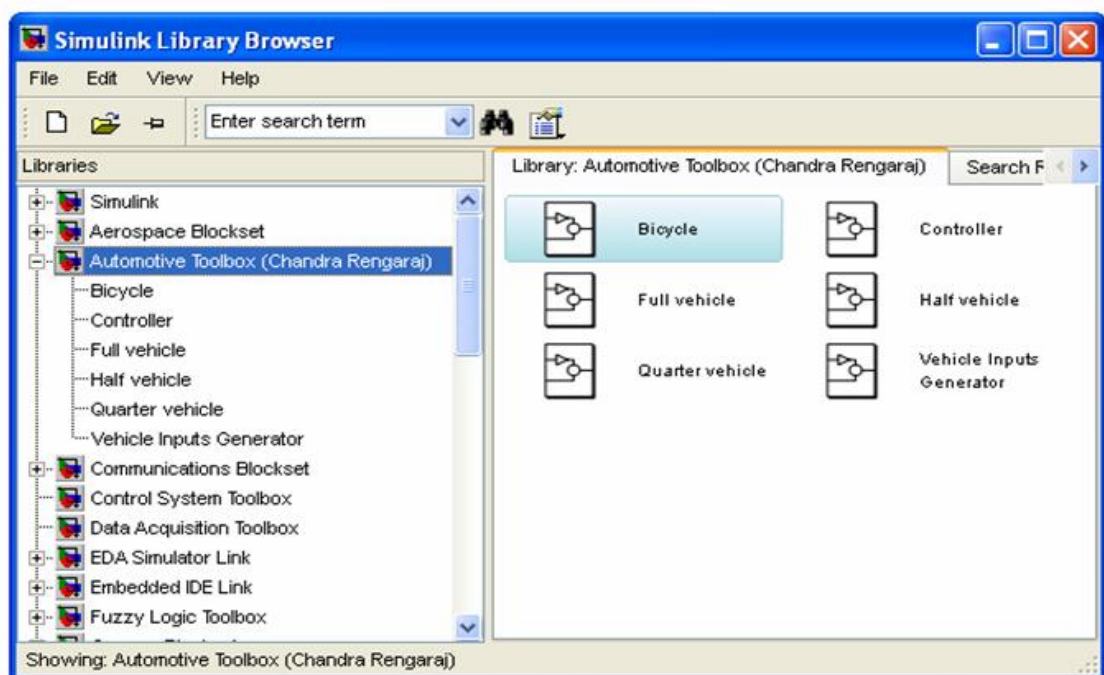 Simulink Library Browser
File Edit View Help
Enter search term
Libraries
Simulink
Aerospace Blockset
Automotive Toolbox (Chandra Rengaraj)
Bicycle
Controller
Full vehicle
Half vehicle
Quarter vehicle
Vehicle Inputs Generator
Communications Blockset
Control System Toolbox
Data Acquisition Toolbox
EDA Simulator Link
Embedded IDE Link
Fuzzy Logic Toolbox
Library: Automotive Toolbox (Chandra Rengaraj) Search
Bicycle Controller
Full vehicle Half vehicle
Quarter vehicle Vehicle Inputs
Generator
Showing: Automotive Toolbox (Chandra Rengaraj)